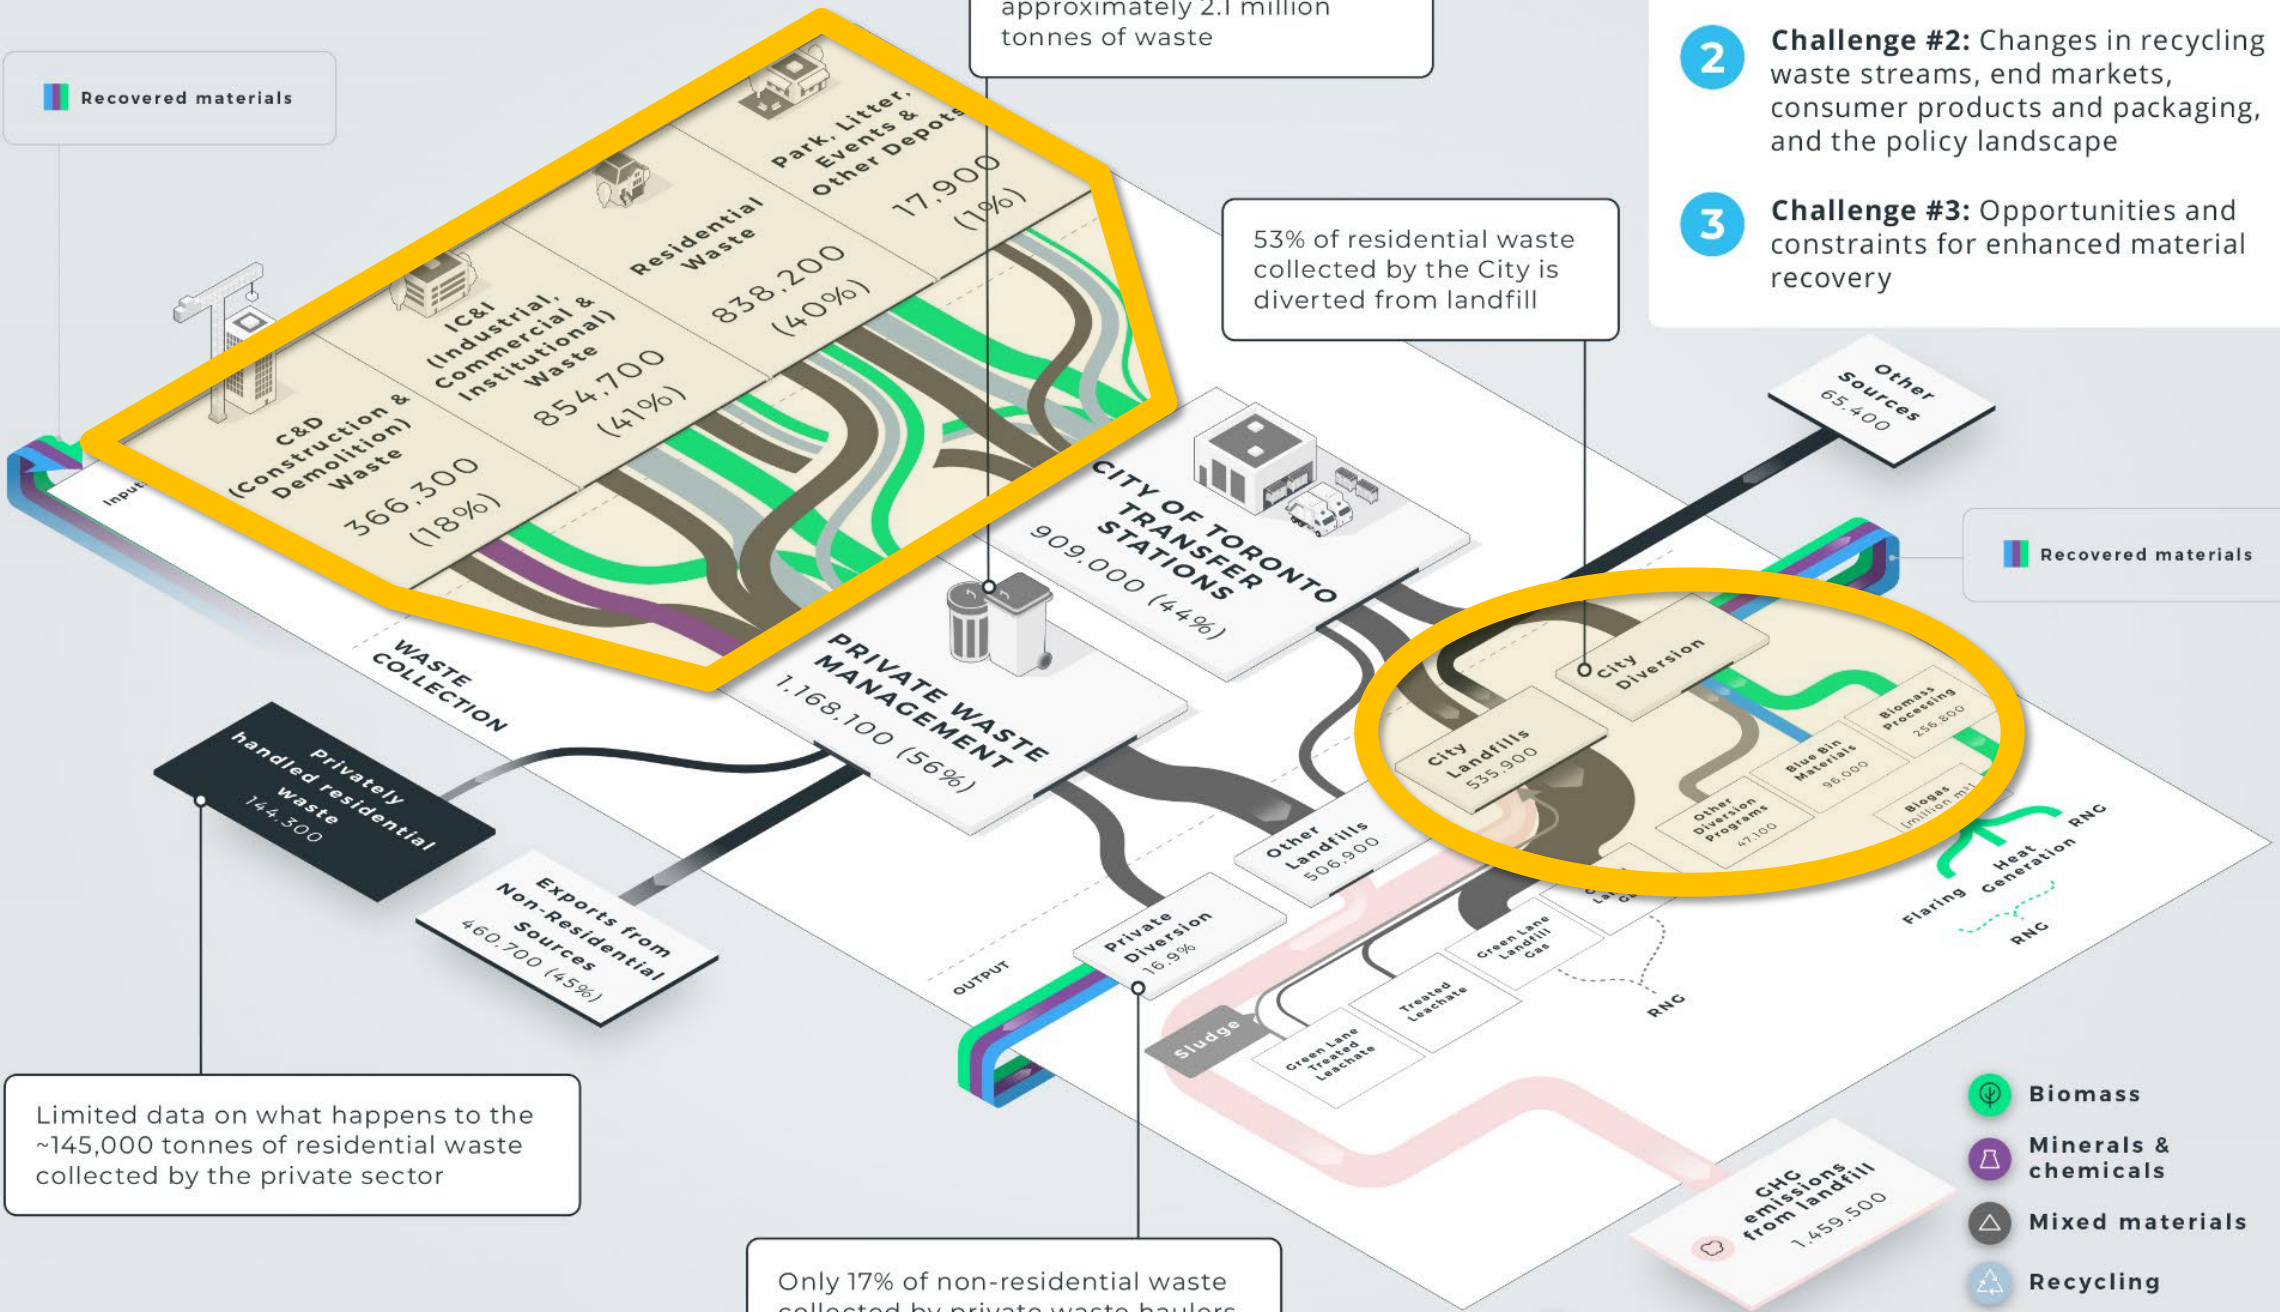 approximately 2.1 million
tonnes of waste
2
Challenge #2: Changes in recycling
waste streams, end markets,
consumer products and packaging,
and the policy landscape
3
Challenge #3: Opportunities and
constraints for enhanced material
recovery
Recovered materials
Park, Litter,
Events &
Other Depots
17,900
(1%)
Residential
Waste
838,200
(40%)
IC&I
(Industrial,
Commercial &
Institutional)
Waste
854,700
(41%)
C&D
(Construction &
Demolition)
Waste
366,300
(18%)
53% of residential waste
collected by the City is
diverted from landfill
Other
Sources
65,400
CITY OF TORONTO
TRANSFER
STATIONS
909,000 (44%)
WASTE
COLLECTION
PRIVATE WASTE
MANAGEMENT
1,168,100 (56%)
Recovered materials
City
Diversion
City
Landfills
535,900
Biomass
Processing
256,800
Blue Bin
Materials
96,000
Other
Diversion
Programs
47,100
Biogas
Privately
handled residential
waste
144,300
Exports from
Non-Residential
Sources
460,700 (45%)
Other
Landfills
506,900
Private
Diversion
16.9%
OUTPUT
Green Lane
Landfill
Gas
Treated
Leachate
Green Lane
Treated
Leachate
Sludge
RNG
Flaring
Heat
Generation
RNG
RNG
Limited data on what happens to the
~145,000 tonnes of residential waste
collected by the private sector
Only 17% of non-residential waste
collected by private waste haulers
GHG
emissions
from landfill
1,459,500
Biomass
Minerals &
chemicals
Mixed materials
Recycling